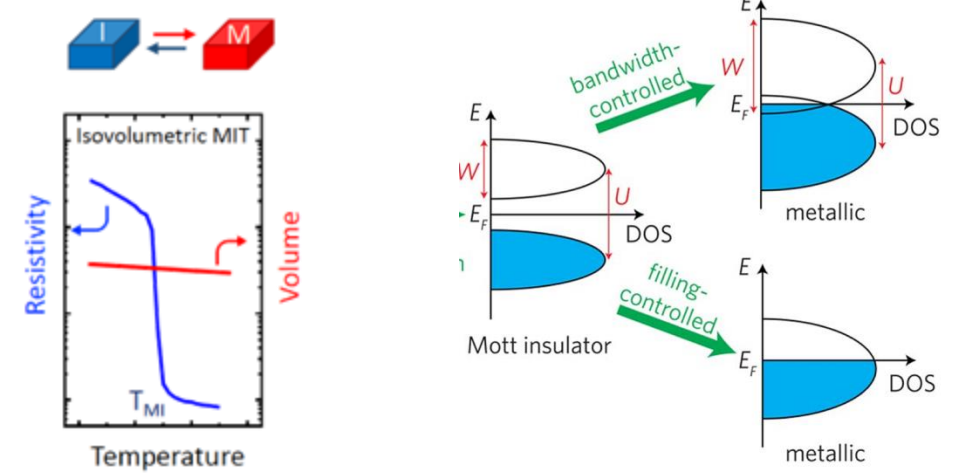 I
M
Isovolumetric MIT
Resistivity
Volume
T_MI
Temperature
E
W
E_F
U
DOS
n
Mott insulator
bandwidth-
controlled
filling-
controlled
E
W
E_F
U
DOS
metallic
E
E_F
DOS
metallic